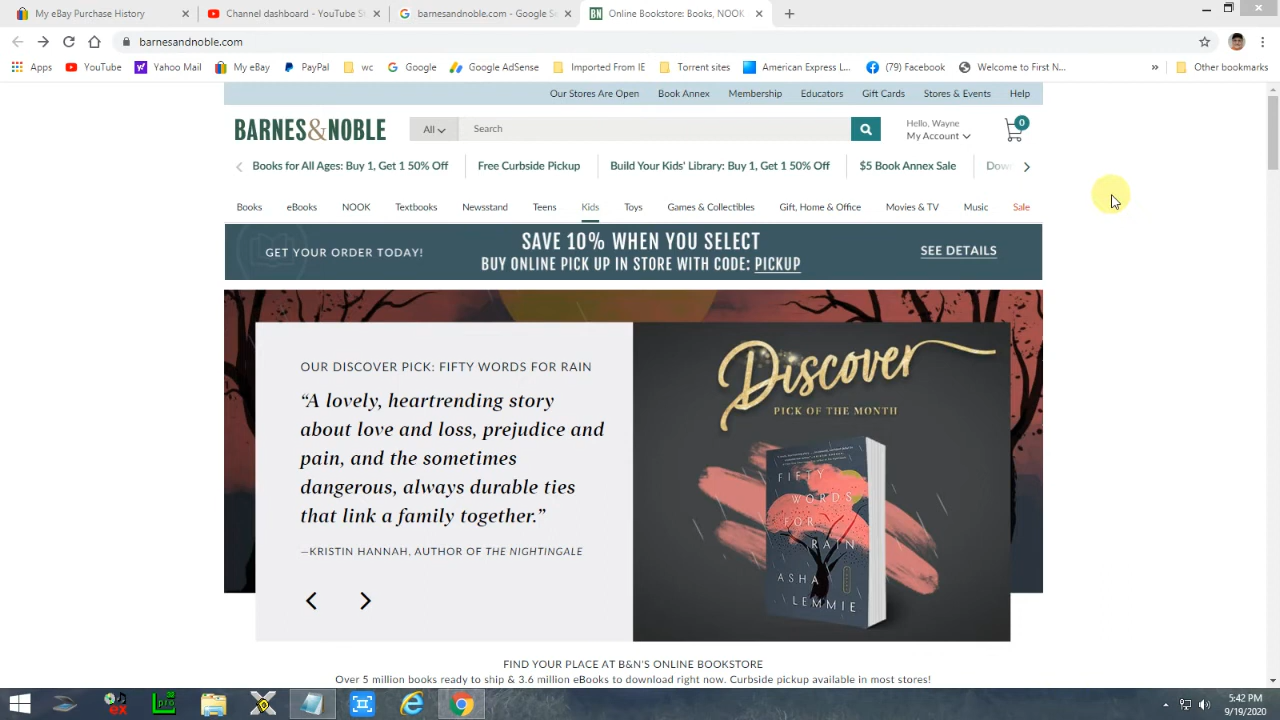 My eBay Purchase History
Channel dashboard - YouTube St
barnesandnoble.com - Google Se
Online Bookstore: Books, NOOK
barnesandnoble.com
Apps
YouTube
Yahoo Mail
My eBay
PayPal
wc
Google
Google AdSense
Imported From IE
Torrent sites
American Express L...
(79) Facebook
Welcome to First N...
»
Other bookmarks
Our Stores Are Open
Book Annex
Membership
Educators
Gift Cards
Stores & Events
Help
BARNES&NOBLE
All
Search
Hello, Wayne
My Account
0
Books for All Ages: Buy 1, Get 1 50% Off
Free Curbside Pickup
Build Your Kids' Library: Buy 1, Get 1 50% Off
$5 Book Annex Sale
Dow
Books
eBooks
NOOK
Textbooks
Newsstand
Teens
Kids
Toys
Games & Collectibles
Gift, Home & Office
Movies & TV
Music
Sale
GET YOUR ORDER TODAY!
SAVE 10% WHEN YOU SELECT
BUY ONLINE PICK UP IN STORE WITH CODE: PICKUP
SEE DETAILS
OUR DISCOVER PICK: FIFTY WORDS FOR RAIN
“A lovely, heartrending story
about love and loss, prejudice and
pain, and the sometimes
dangerous, always durable ties
that link a family together.”
—KRISTIN HANNAH, AUTHOR OF THE NIGHTINGALE
Discover
PICK OF THE MONTH
FIFTY
WORDS
FOR
RAIN
ASHA
LEMMIE
FIND YOUR PLACE AT B&N'S ONLINE BOOKSTORE
Over 5 million books ready to ship & 3.6 million eBooks to download right now. Curbside pickup available in most stores!
5:42 PM
9/19/2020